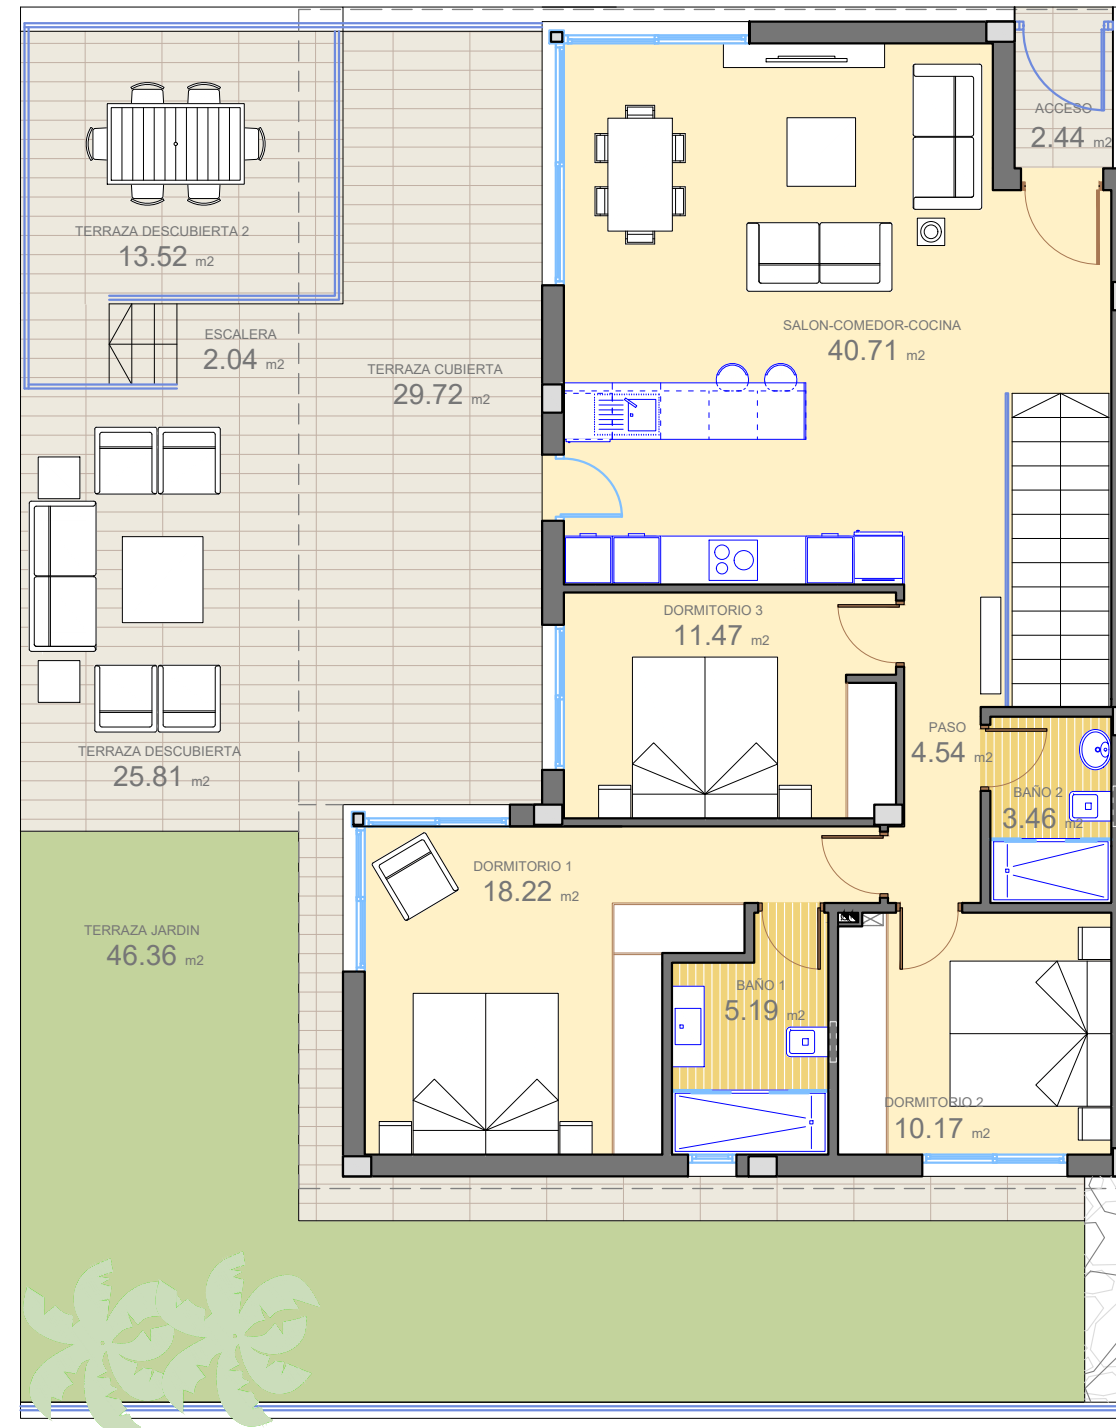 ACCESO
2.44 m2
TERRAZA DESCUBIERTA 2
13.52 m2
ESCALERA
2.04 m2
TERRAZA CUBIERTA
29.72 m2
SALON-COMEDOR-COCINA
40.71 m2
DORMITORIO 3
11.47 m2
TERRAZA DESCUBIERTA
25.81 m2
PASO
4.54 m2
BAÑO 2
3.46 m2
DORMITORIO 1
18.22 m2
TERRAZA JARDIN
46.36 m2
BAÑO 1
5.19 m2
DORMITORIO 2
10.17 m2